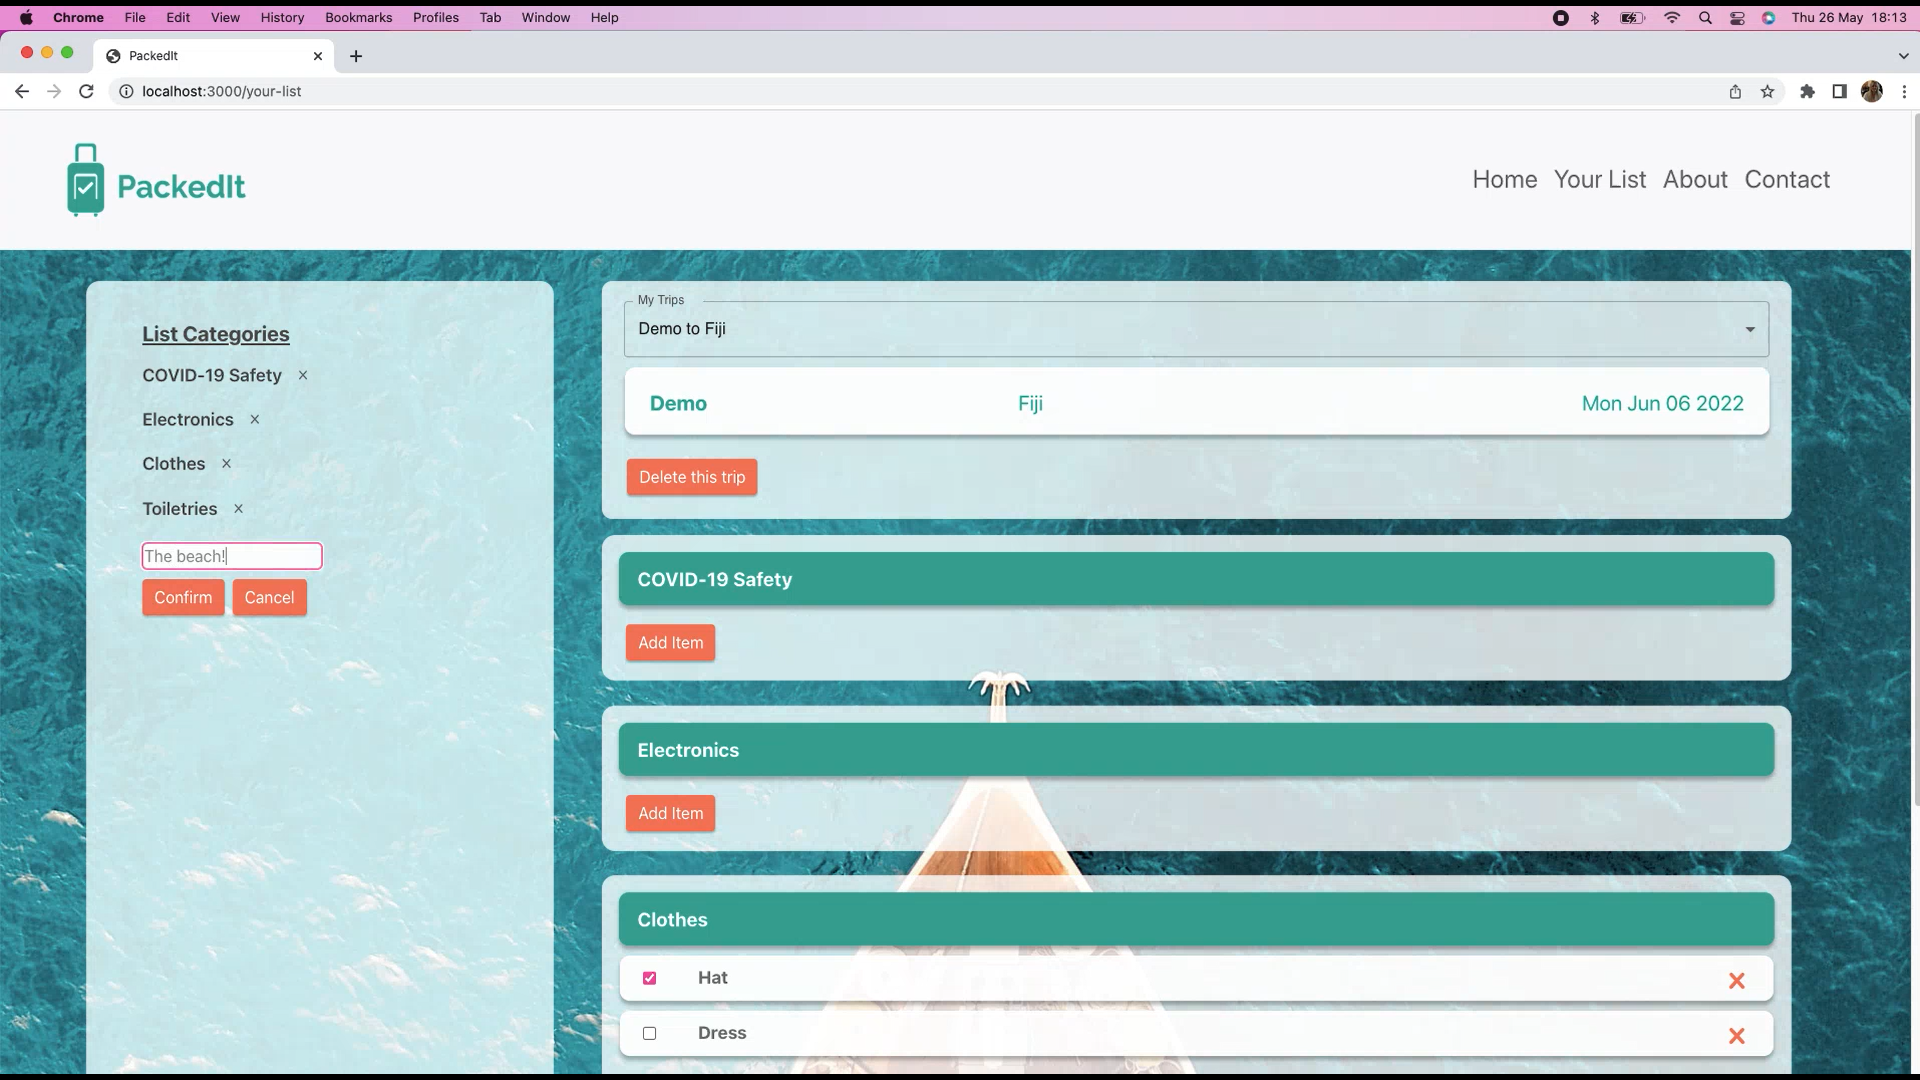 Chrome File Edit View History Bookmarks Profiles Tab Window Help Thu 26 May 18:13
PackedIt
localhost:3000/your-list
PackedIt
Home Your List About Contact
List Categories
COVID-19 Safety ×
Electronics ×
Clothes ×
Toiletries ×
The beach!
Confirm Cancel
My Trips
Demo to Fiji
Demo Fiji Mon Jun 06 2022
Delete this trip
COVID-19 Safety
Add Item
Electronics
Add Item
Clothes
Hat
Dress